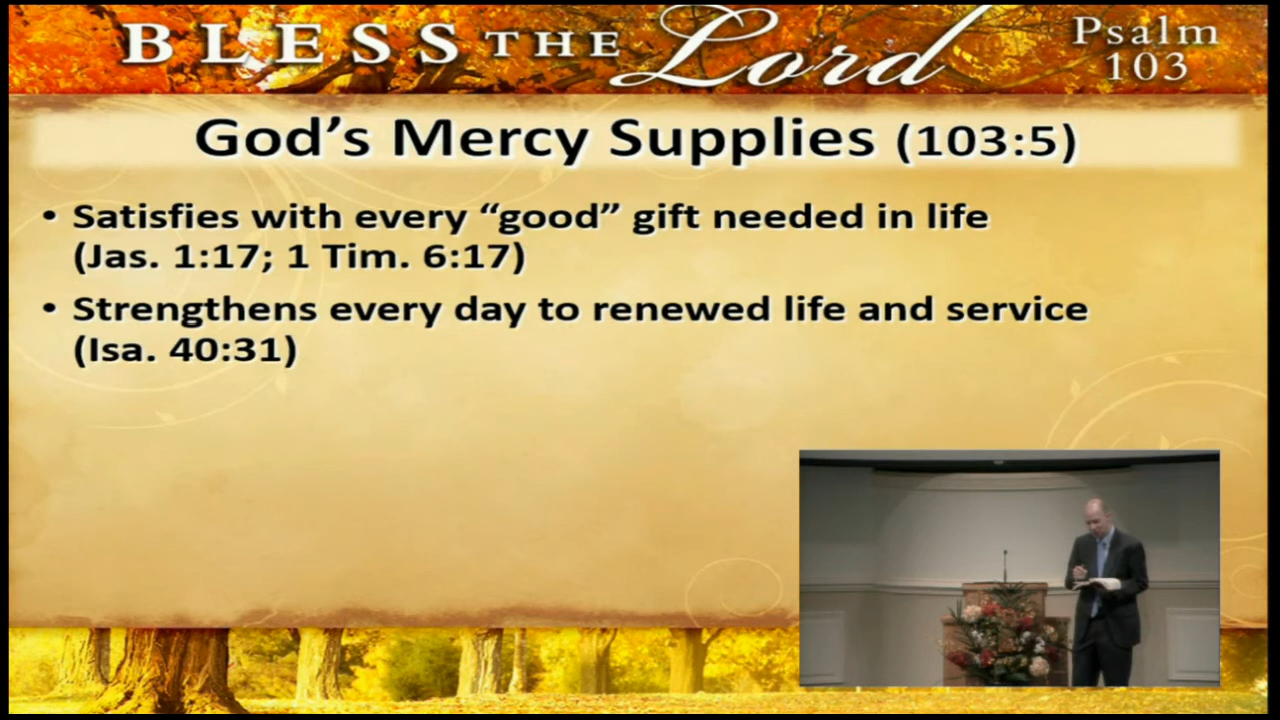 BLESS THE Lord Psalm 103
God's Mercy Supplies (103:5)
• Satisfies with every “good” gift needed in life
(Jas. 1:17; 1 Tim. 6:17)
• Strengthens every day to renewed life and service
(Isa. 40:31)